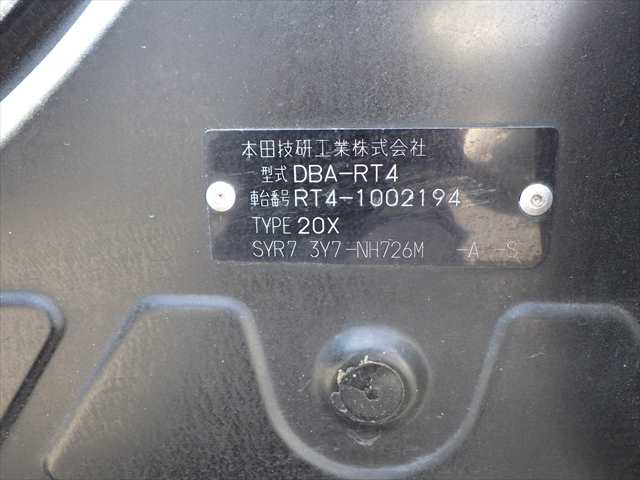 本田技研工業株式会社
型式 DBA-RT4
車台番号 RT4-1002194
TYPE 20X
SYR7 3Y7-NH726M -A -S